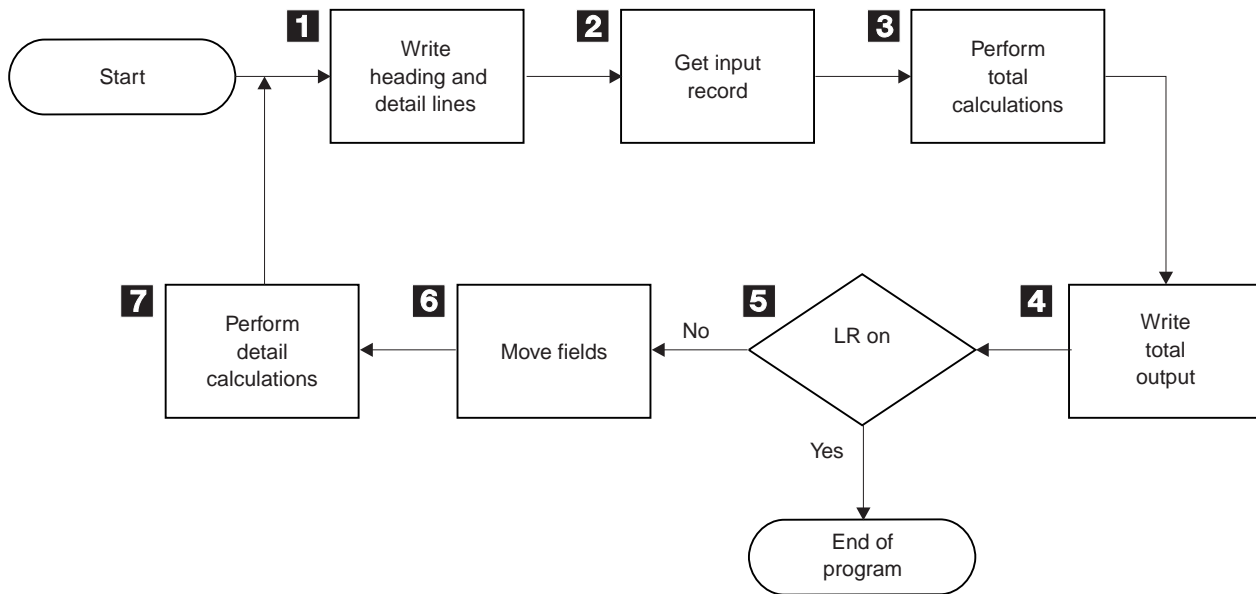 Start
1
Write
heading and
detail lines
2
Get input
record
3
Perform
total
calculations
4
Write
total
output
5
LR on
No
Yes
6
Move fields
7
Perform
detail
calculations
End of
program